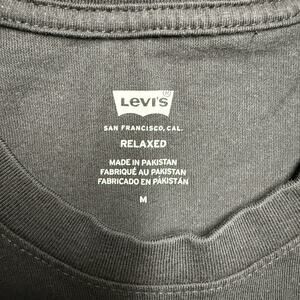 Levi's
SAN FRANCISCO, CAL.
RELAXED
MADE IN PAKISTAN
FABRIQUÉ AU PAKISTAN
FABRICADO EN PAKISTÁN
M